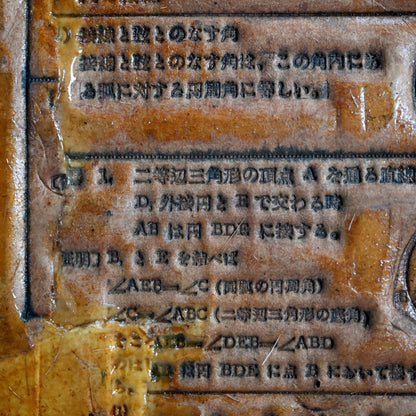 接線と弦とのなす角
接線と弦とのなす角は，この角内にあ
る弧に対する円周角に等しい。
1. 二等辺三角形の頂点 A を通る直線
D, 外接円と E で交わる時
AB は円 BDE に接する。
証明 B, と E を結べば
∠AEB=∠C (同弧の円周角)
∠C=∠ABC (二等辺三角形の底角)
∠AEB=∠DEB=∠ABD
円 BDE に点 B において接す